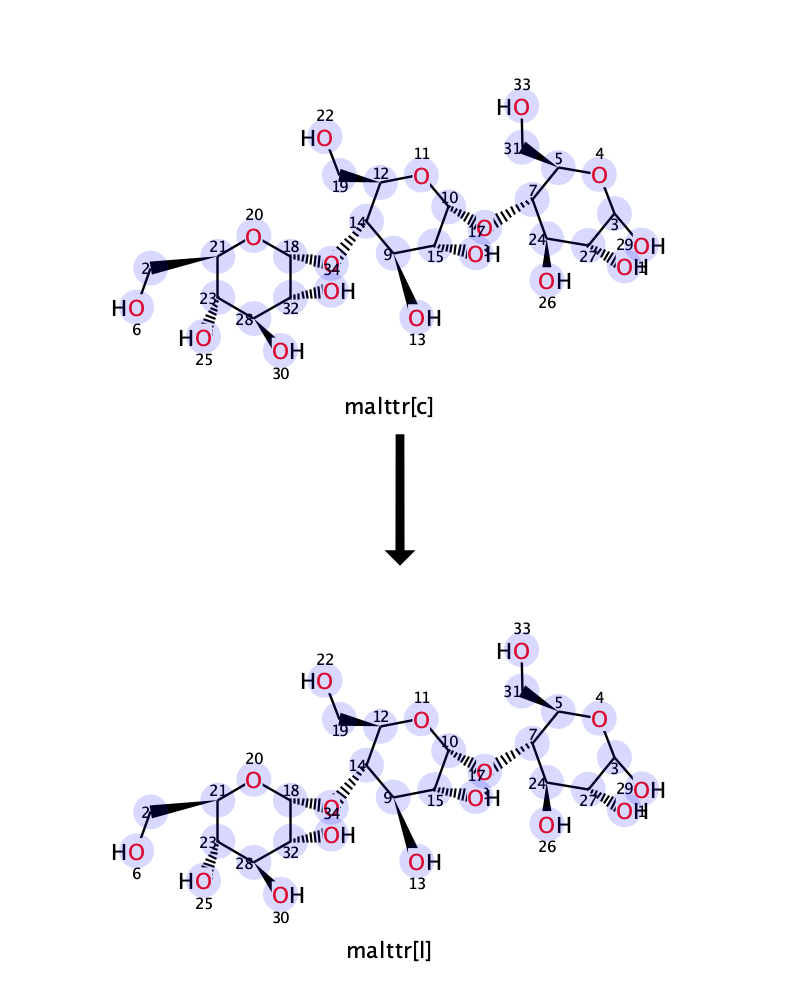 33
HO
22
HO
31 5 11 4
12 O O
19
7
10 3
20 14
O 17 O 24
21 18 9 15 OH 27 29 OH
2 O OH 1
34
23 32 OH OH
HO 26
6 28 OH
HO 13
OH
25
30
malttr[c]
33
HO
22
HO
31 5 11 4
12 O O
19
7
10 3
20 14
O 17 O 24
21 18 9 15 OH 27 29 OH
2 O OH 1
34
23 32 OH OH
HO 26
6 28 OH
HO 13
OH
25
30
malttr[l]